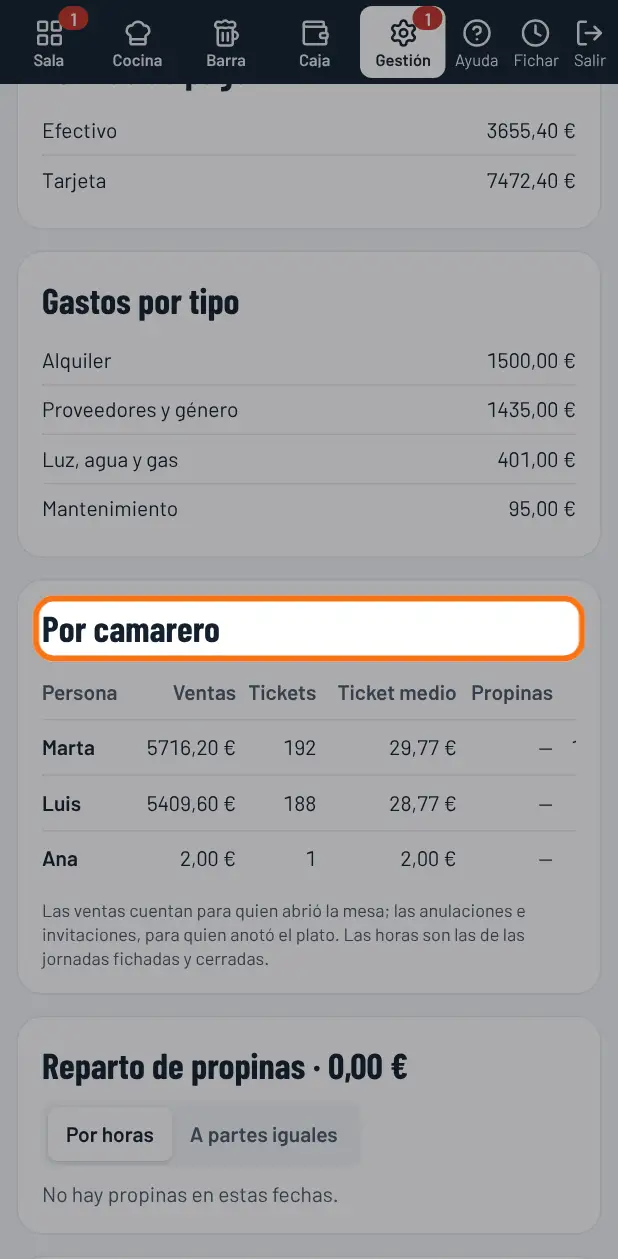 1
1
Sala
Cocina
Barra
Caja
Gestión
Ayuda
Fichar
Salir
Efectivo 3655,40 €
Tarjeta 7472,40 €
Gastos por tipo
Alquiler 1500,00 €
Proveedores y género 1435,00 €
Luz, agua y gas 401,00 €
Mantenimiento 95,00 €
Por camarero
Persona Ventas Tickets Ticket medio Propinas
Marta 5716,20 € 192 29,77 € —
Luis 5409,60 € 188 28,77 € —
Ana 2,00 € 1 2,00 € —
Las ventas cuentan para quien abrió la mesa; las anulaciones e
invitaciones, para quien anotó el plato. Las horas son las de las
jornadas fichadas y cerradas.
Reparto de propinas · 0,00 €
Por horas A partes iguales
No hay propinas en estas fechas.